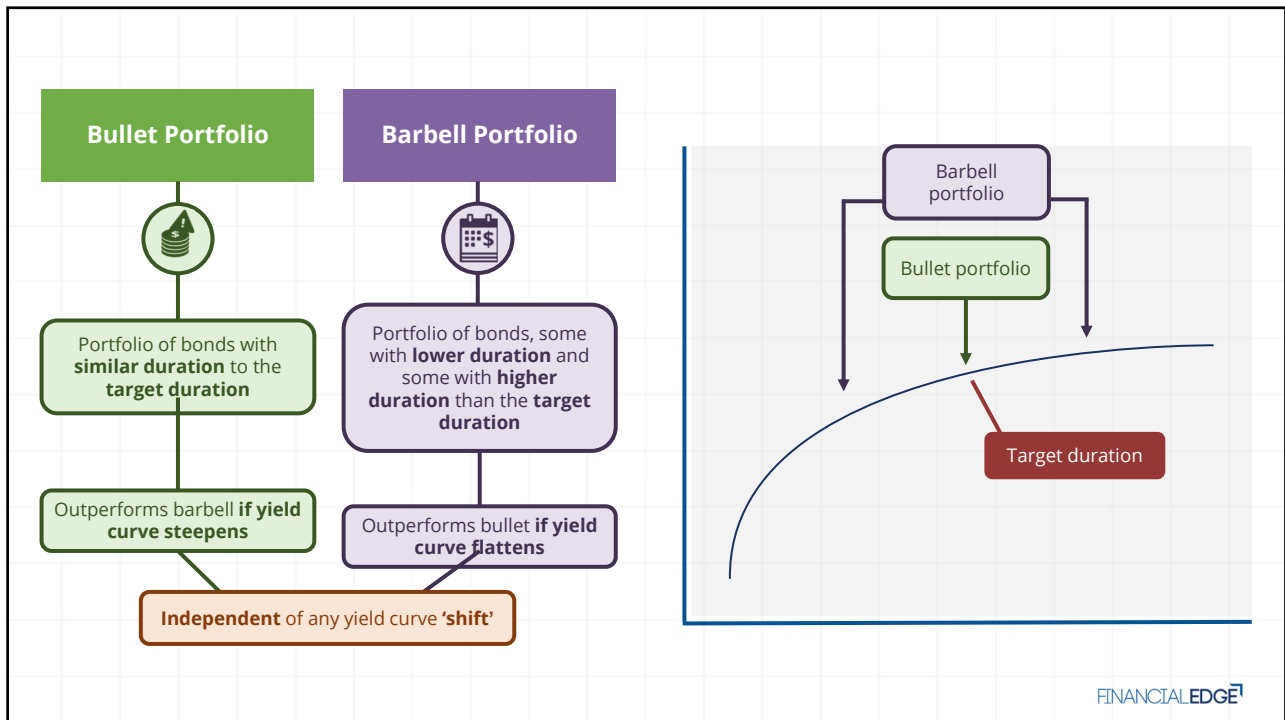 Bullet Portfolio
Portfolio of bonds with
similar duration to the
target duration
Outperforms barbell if yield
curve steepens
Barbell Portfolio
$
Portfolio of bonds, some
with lower duration and
some with higher
duration than the target
duration
Outperforms bullet if yield
curve flattens
Independent of any yield curve ‘shift’
Barbell
portfolio
Bullet portfolio
Target duration
FINANCIALEDGE